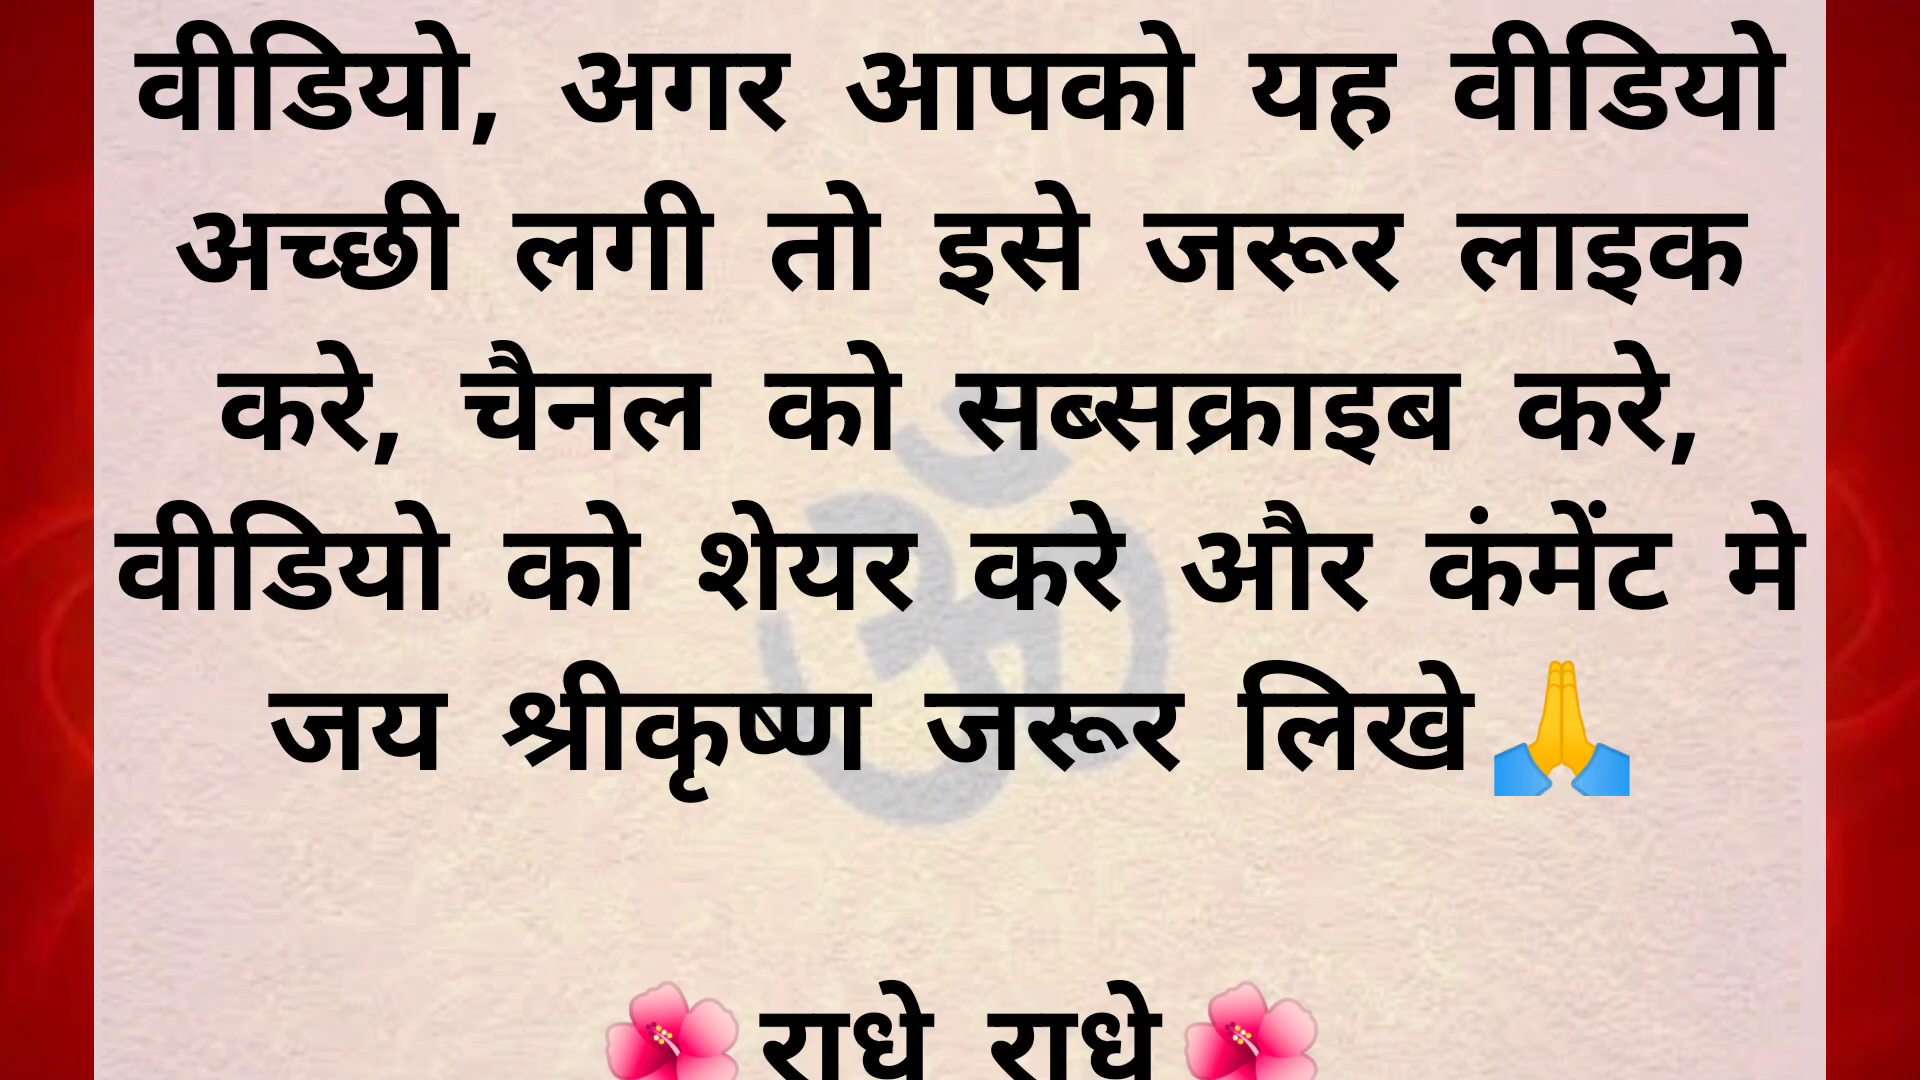 वीडियो, अगर आपको यह वीडियो
अच्छी लगी तो इसे जरूर लाइक
करे, चैनल को सब्सक्राइब करे,
वीडियो को शेयर करे और कंमेंट मे
जय श्रीकृष्ण जरूर लिखे🙏
🌺राधे राधे🌺